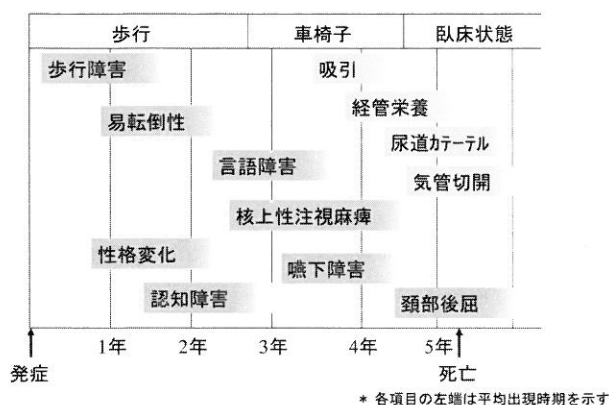 歩行 車椅子 臨床状態
歩行障害 吸引
経管栄養
易転倒性
尿道カテーテル
言語障害 気管切開
核上性注視麻痺
性格変化 嚥下障害
認知障害 頚部後屈
1年 2年 3年 4年 5年
発症 死亡
* 各項目の左端は平均出現時期を示す